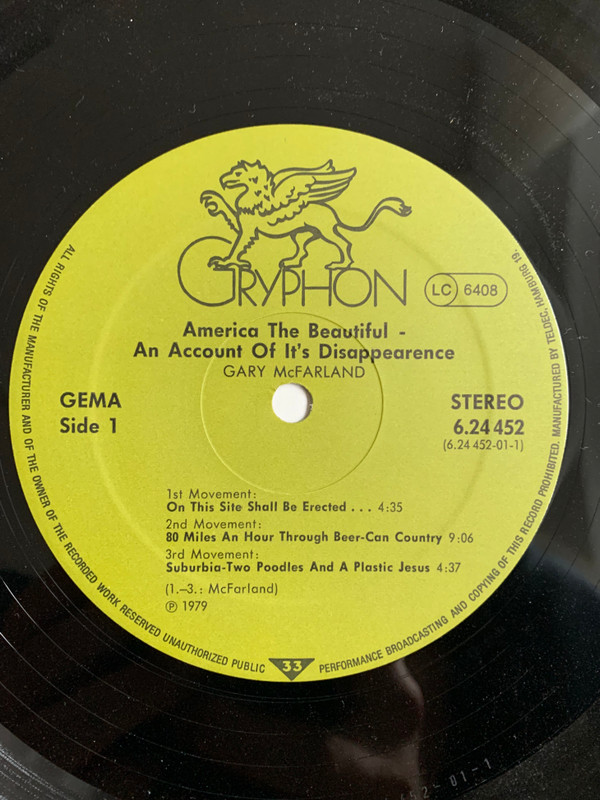 GRYPHON
LC 6408
America The Beautiful -
An Account Of It's Disappearence
GARY McFARLAND
GEMA
Side 1
STEREO
6.24 452
(6.24 452-01-1)
1st Movement:
On This Site Shall Be Erected . . . 4:35
2nd Movement:
80 Miles An Hour Through Beer-Can Country 9:06
3rd Movement:
Suburbia-Two Poodles And A Plastic Jesus 4:37
(1.–3.: McFarland)
℗ 1979
ALL RIGHTS OF THE MANUFACTURER AND OF THE OWNER OF THE RECORDED WORK RESERVED UNAUTHORIZED PUBLIC
33
PERFORMANCE BROADCASTING AND COPYING OF THIS RECORD PROHIBITED. MANUFACTURED BY TELDEC, HAMBURG 19.
452-01-1